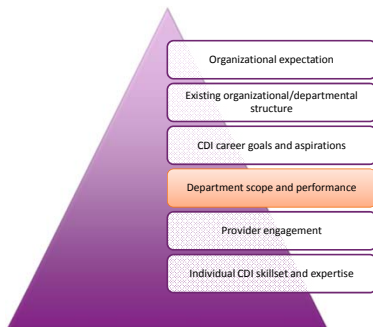 Organizational expectation
Existing organizational/departmental
structure
CDI career goals and aspirations
Department scope and performance
Provider engagement
Individual CDI skillset and expertise